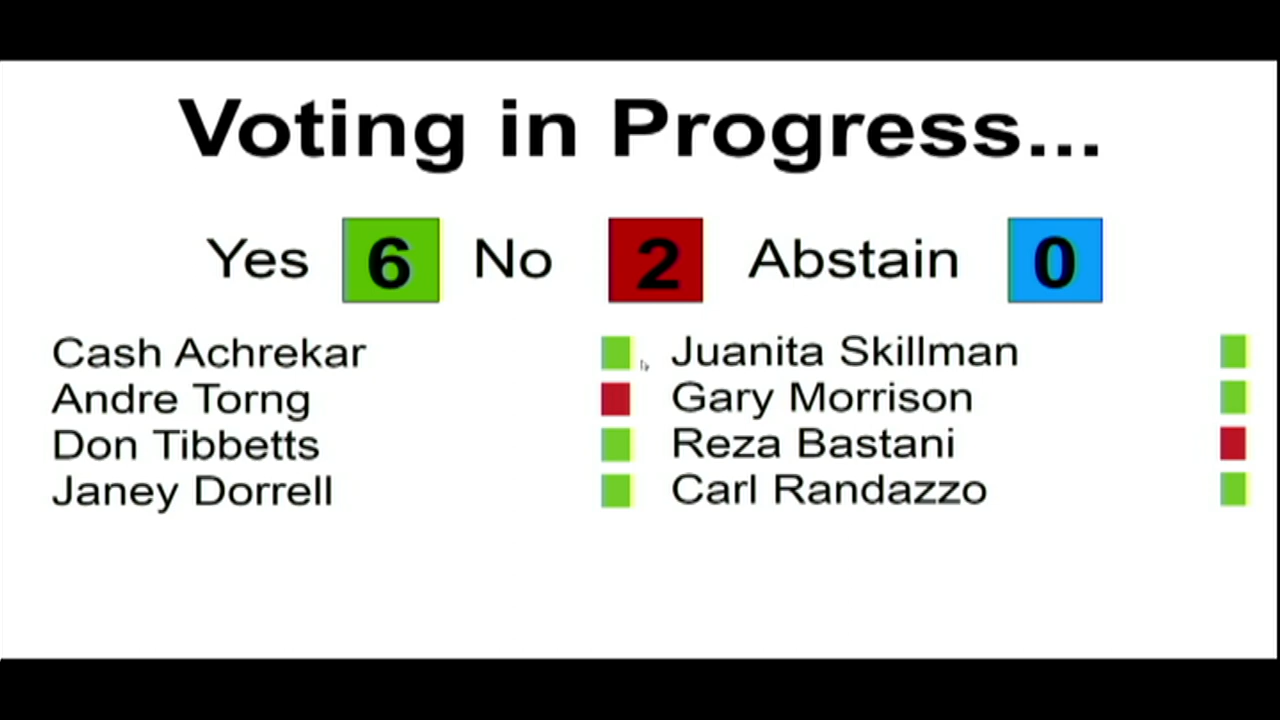 Voting in Progress...
Yes 6 No 2 Abstain 0
Cash Achrekar Juanita Skillman
Andre Torng Gary Morrison
Don Tibbetts Reza Bastani
Janey Dorrell Carl Randazzo